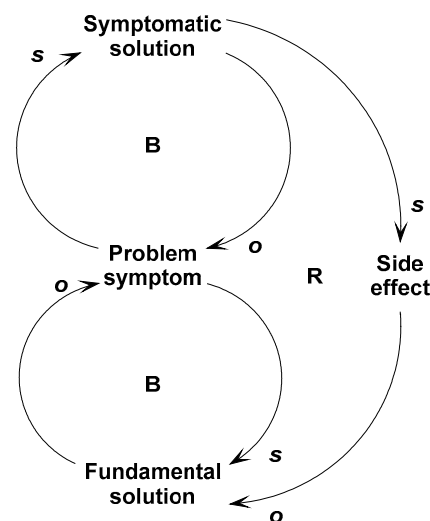 Symptomatic
solution
s
B
s
o
Problem
symptom
Side
effect
R
o
B
s
Fundamental
solution
o